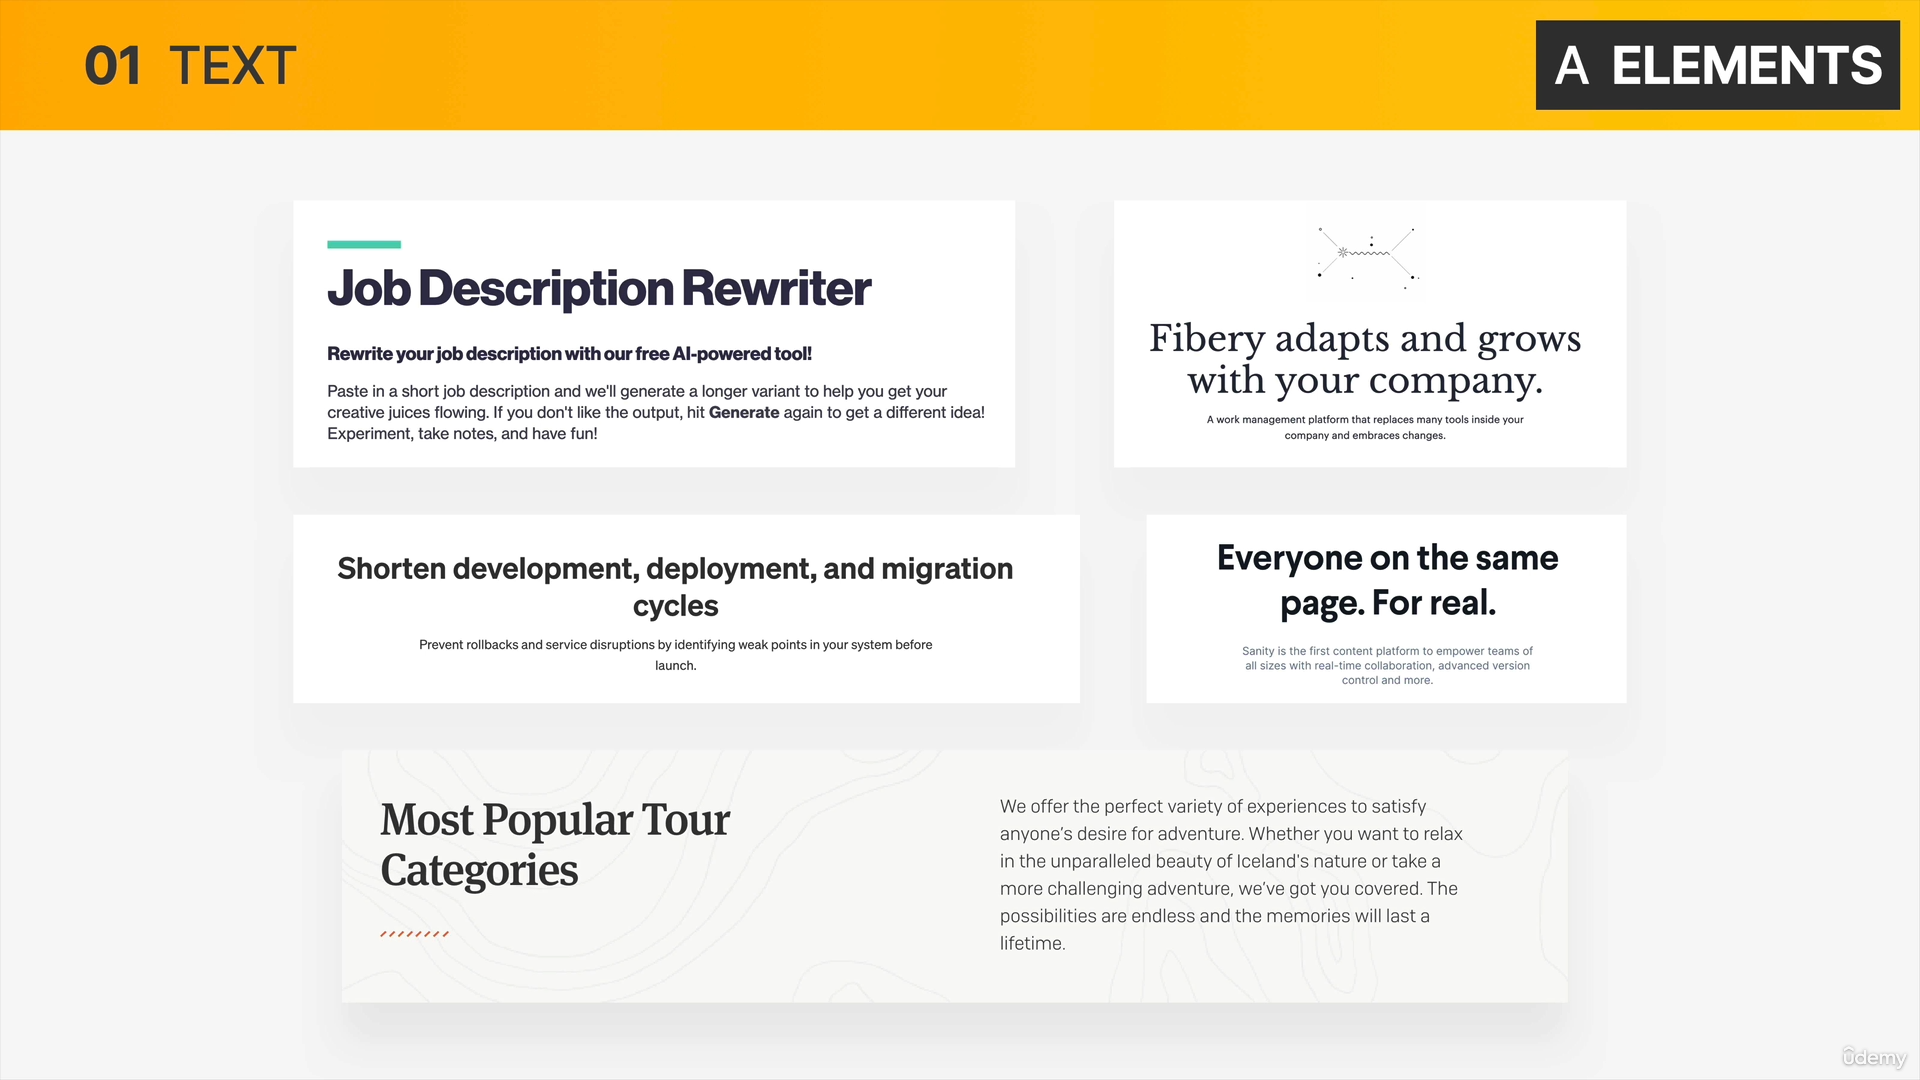 01 TEXT
A ELEMENTS
Job Description Rewriter
Rewrite your job description with our free AI-powered tool!
Paste in a short job description and we'll generate a longer variant to help you get your
creative juices flowing. If you don't like the output, hit Generate again to get a different idea!
Experiment, take notes, and have fun!
Fibery adapts and grows
with your company.
A work management platform that replaces many tools inside your
company and embraces changes.
Shorten development, deployment, and migration
cycles
Prevent rollbacks and service disruptions by identifying weak points in your system before
launch.
Everyone on the same
page. For real.
Sanity is the first content platform to empower teams of
all sizes with real-time collaboration, advanced version
control and more.
Most Popular Tour
Categories
We offer the perfect variety of experiences to satisfy
anyone’s desire for adventure. Whether you want to relax
in the unparalleled beauty of Iceland's nature or take a
more challenging adventure, we’ve got you covered. The
possibilities are endless and the memories will last a
lifetime.
ûdemy